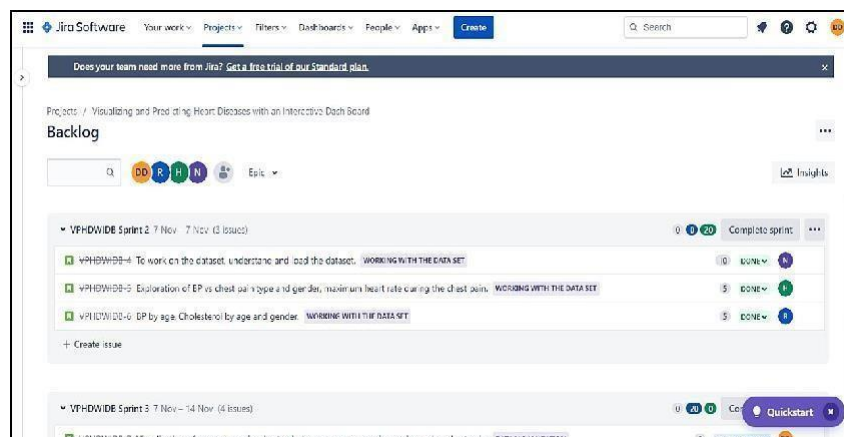 Jira Software Your work Projects Filters Dashboards People Apps Create Search DD
Does your team need more from Jira? Get a free trial of our Standard plan.
Projects / Visualizing and Predicting Heart Diseases with an Interactive Dash Board
Backlog
DD R H N Epic Insights
VPHDWIDB Sprint 2 7 Nov – 7 Nov (3 issues) 0 0 20 Complete sprint
VPHDWIDB-4 To work on the dataset, understand and load the dataset. WORKING WITH THE DATA SET 10 DONE N
VPHDWIDB-5 Exploration of BP vs chest pain type and gender, maximum heart rate during the chest pain. WORKING WITH THE DATA SET 5 DONE H
VPHDWIDB-6 BP by age, Cholesterol by age and gender. WORKING WITH THE DATA SET 5 DONE R
+ Create issue
VPHDWIDB Sprint 3 7 Nov – 14 Nov (4 issues) 0 20 0 Quickstart